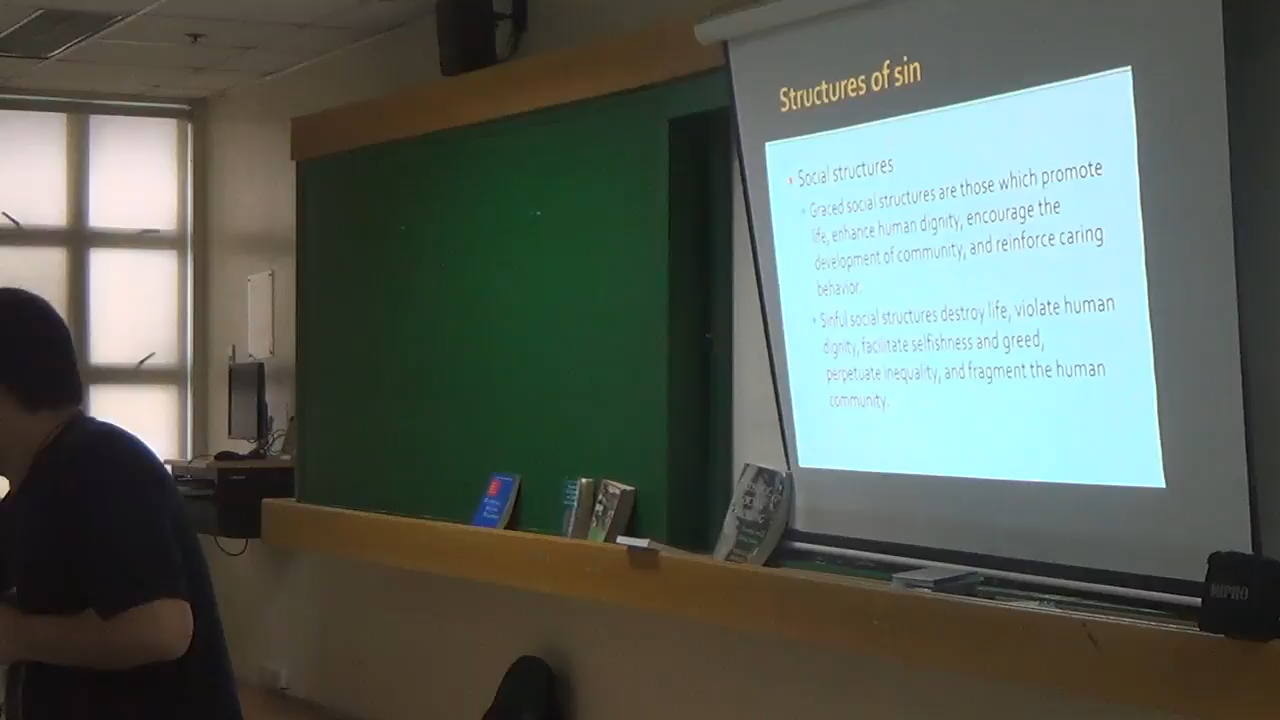 Structures of sin
Social structures
Graced social structures are those which promote
life, enhance human dignity, encourage the
development of community, and reinforce caring
behavior.
Sinful social structures destroy life, violate human
dignity, facilitate selfishness and greed,
perpetuate inequality, and fragment the human
community.
MIPRO